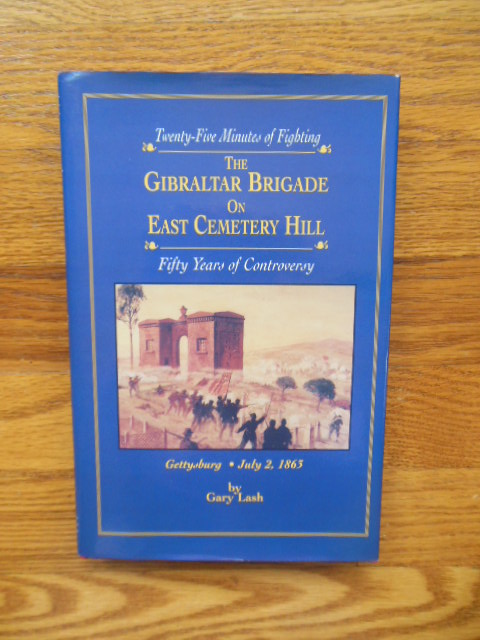 Twenty-Five Minutes of Fighting
THE
GIBRALTAR BRIGADE
ON
EAST CEMETERY HILL
Fifty Years of Controversy
Gettysburg • July 2, 1863
by
Gary Lash